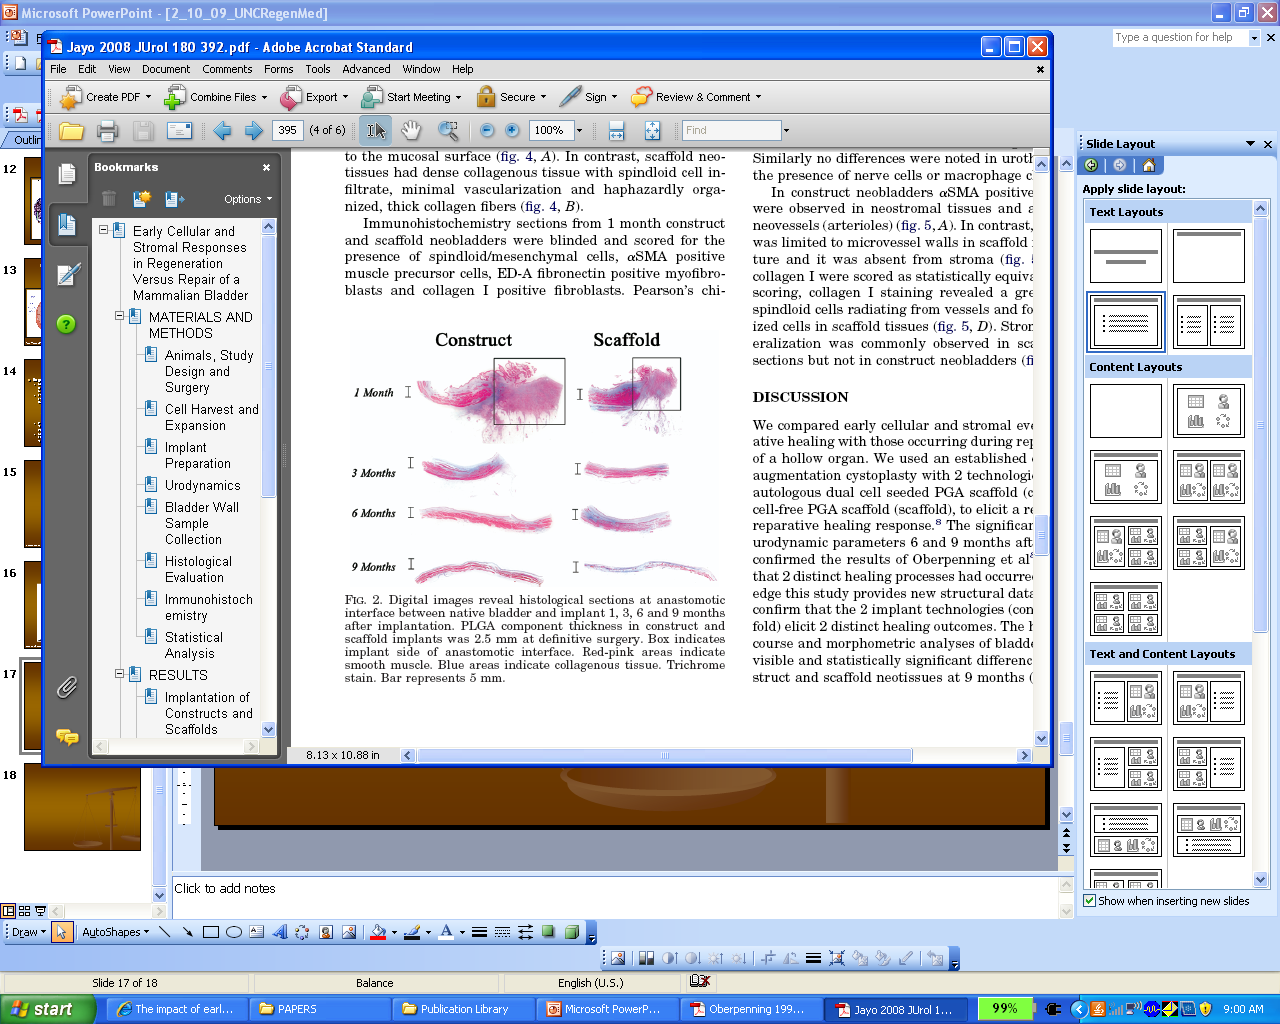 Microsoft PowerPoint - [2_10_09_UNCRegenMed]
Type a question for help
Jayo 2008 JUrol 180 392.pdf - Adobe Acrobat Standard
File Edit View Document Comments Forms Tools Advanced Window Help
Create PDF Combine Files Export Start Meeting Secure Sign Review & Comment
395 (4 of 6) 100% Find
Outlin
12
13
14
15
16
17
18
Bookmarks
Options
Early Cellular and
Stromal Responses
in Regeneration
Versus Repair of a
Mammalian Bladder
MATERIALS AND
METHODS
Animals, Study
Design and
Surgery
Cell Harvest and
Expansion
Implant
Preparation
Urodynamics
Bladder Wall
Sample
Collection
Histological
Evaluation
Immunohistoch
emistry
Statistical
Analysis
RESULTS
Implantation of
Constructs and
Scaffolds
to the mucosal surface (fig. 4, A). In contrast, scaffold neo-
tissues had dense collagenous tissue with spindloid cell in-
filtrate, minimal vascularization and haphazardly orga-
nized, thick collagen fibers (fig. 4, B).
Immunohistochemistry sections from 1 month construct
and scaffold neobladders were blinded and scored for the
presence of spindloid/mesenchymal cells, αSMA positive
muscle precursor cells, ED-A fibronectin positive myofibro-
blasts and collagen I positive fibroblasts. Pearson's chi-
Construct Scaffold
1 Month
3 Months
6 Months
9 Months
FIG. 2. Digital images reveal histological sections at anastomotic
interface between native bladder and implant 1, 3, 6 and 9 months
after implantation. PLGA component thickness in construct and
scaffold implants was 2.5 mm at definitive surgery. Box indicates
implant side of anastomotic interface. Red-pink areas indicate
smooth muscle. Blue areas indicate collagenous tissue. Trichrome
stain. Bar represents 5 mm.
Similarly no differences were noted in uroth
the presence of nerve cells or macrophage c
In construct neobladders αSMA positive
were observed in neostromal tissues and a
neovessels (arterioles) (fig. 5, A). In contrast,
was limited to microvessel walls in scaffold
ture and it was absent from stroma (fig.
collagen I were scored as statistically equiva
scoring, collagen I staining revealed a gre
spindloid cells radiating from vessels and fo
ized cells in scaffold tissues (fig. 5, D). Strom
eralization was commonly observed in sca
sections but not in construct neobladders (fi
DISCUSSION
We compared early cellular and stromal eve
ative healing with those occurring during rep
of a hollow organ. We used an established
augmentation cystoplasty with 2 technologi
autologous dual cell seeded PGA scaffold (c
cell-free PGA scaffold (scaffold), to elicit a re
reparative healing response.8 The significan
urodynamic parameters 6 and 9 months aft
confirmed the results of Oberpenning et al
that 2 distinct healing processes had occurre
edge this study provides new structural data
confirm that the 2 implant technologies (con
fold) elicit 2 distinct healing outcomes. The h
course and morphometric analyses of bladde
visible and statistically significant differenc
struct and scaffold neotissues at 9 months (
8.13 x 10.88 in
Slide Layout
Apply slide layout:
Text Layouts
Content Layouts
Text and Content Layouts
Show when inserting new slides
Click to add notes
Draw AutoShapes
Slide 17 of 18 Balance English (U.S.)
start The impact of earl... PAPERS Publication Library Microsoft PowerP... Oberpenning 199... Jayo 2008 JUrol 1... 99% 9:00 AM